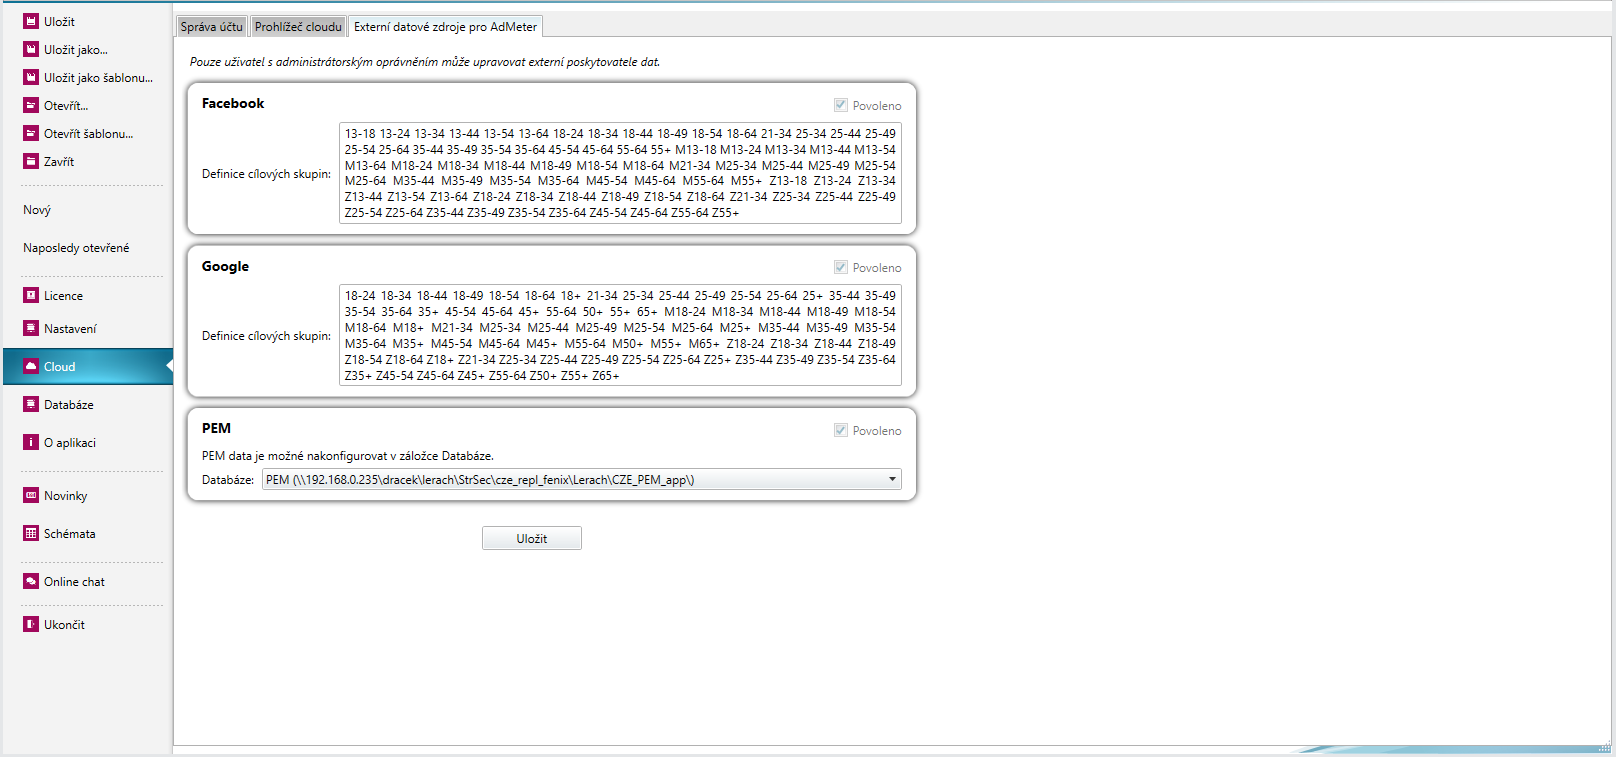 Uložit
Uložit jako...
Uložit jako šablonu...
Otevřít...
Otevřít šablonu...
Zavřít
Nový
Naposledy otevřené
Licence
Nastavení
Cloud
Databáze
O aplikaci
Novinky
Schémata
Online chat
Ukončit
Správa účtu
Prohlížeč cloudu
Externí datové zdroje pro AdMeter
Pouze uživatel s administrátorským oprávněním může upravovat externí poskytovatele dat.
Facebook
Povoleno
Definice cílových skupin:
13-18 13-24 13-34 13-44 13-54 13-64 18-24 18-34 18-44 18-49 18-54 18-64 21-34 25-34 25-44 25-49
25-54 25-64 35-44 35-49 35-54 35-64 45-54 45-64 55-64 55+ M13-18 M13-24 M13-34 M13-44 M13-54
M13-64 M18-24 M18-34 M18-44 M18-49 M18-54 M18-64 M21-34 M25-34 M25-44 M25-49 M25-54
M25-64 M35-44 M35-49 M35-54 M35-64 M45-54 M45-64 M55-64 M55+ Z13-18 Z13-24 Z13-34
Z13-44 Z13-54 Z13-64 Z18-24 Z18-34 Z18-44 Z18-49 Z18-54 Z18-64 Z21-34 Z25-34 Z25-44 Z25-49
Z25-54 Z25-64 Z35-44 Z35-49 Z35-54 Z35-64 Z45-54 Z45-64 Z55-64 Z55+
Google
Povoleno
Definice cílových skupin:
18-24 18-34 18-44 18-49 18-54 18-64 18+ 21-34 25-34 25-44 25-49 25-54 25-64 25+ 35-44 35-49
35-54 35-64 35+ 45-54 45-64 45+ 55-64 50+ 55+ 65+ M18-24 M18-34 M18-44 M18-49 M18-54
M18-64 M18+ M21-34 M25-34 M25-44 M25-49 M25-54 M25-64 M25+ M35-44 M35-49 M35-54
M35-64 M35+ M45-54 M45-64 M45+ M55-64 M50+ M55+ M65+ Z18-24 Z18-34 Z18-44 Z18-49
Z18-54 Z18-64 Z18+ Z21-34 Z25-34 Z25-44 Z25-49 Z25-54 Z25-64 Z25+ Z35-44 Z35-49 Z35-54 Z35-64
Z35+ Z45-54 Z45-64 Z45+ Z55-64 Z50+ Z55+ Z65+
PEM
Povoleno
PEM data je možné nakonfigurovat v záložce Databáze.
Databáze:
PEM (\\192.168.0.235\dracek\lerach\StrSec\cze_repl_fenix\Lerach\CZE_PEM_app\)
Uložit